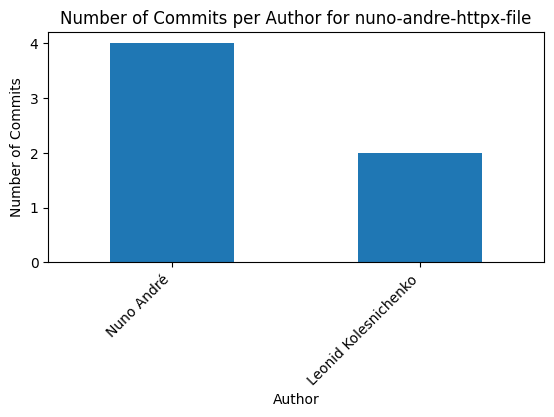 Number of Commits per Author for nuno-andre-httpx-file
Number of Commits
4
3
2
1
0
Nuno André
Leonid Kolesnichenko
Author